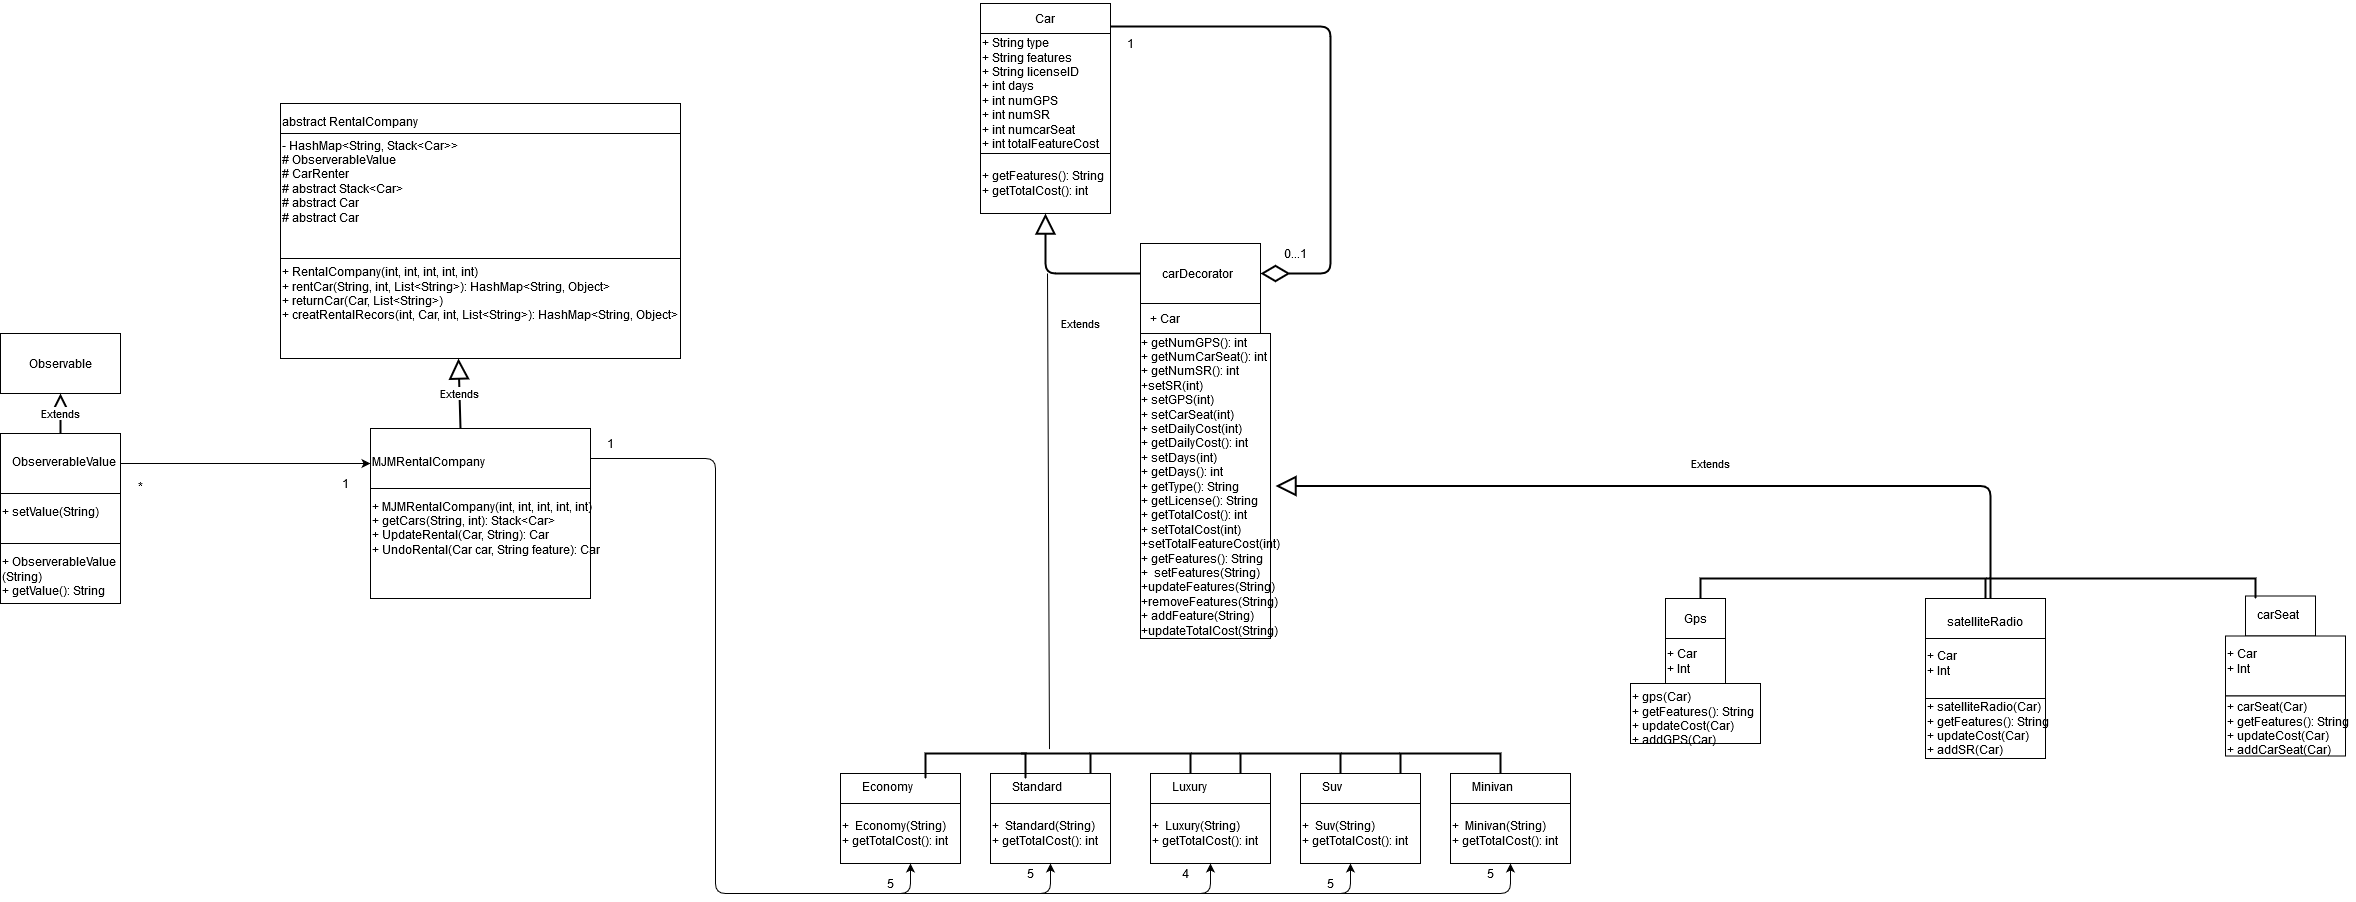 Car
+ String type
+ String features
+ String licenseID
+ int days
+ int numGPS
+ int numSR
+ int numcarSeat
+ int totalFeatureCost
+ getFeatures(): String
+ getTotalCost(): int
1
0...1
abstract RentalCompany
- HashMap<String, Stack<Car>>
# ObserverableValue
# CarRenter
# abstract Stack<Car>
# abstract Car
# abstract Car
+ RentalCompany(int, int, int, int, int)
+ rentCar(String, int, List<String>): HashMap<String, Object>
+ returnCar(Car, List<String>)
+ creatRentalRecors(int, Car, int, List<String>): HashMap<String, Object>
Extends
Observable
Extends
ObserverableValue
+ setValue(String)
+ ObserverableValue
(String)
+ getValue(): String
*
1
MJMRentalCompany
+ MJMRentalCompany(int, int, int, int, int)
+ getCars(String, int): Stack<Car>
+ UpdateRental(Car, String): Car
+ UndoRental(Car car, String feature): Car
1
carDecorator
+ Car
+ getNumGPS(): int
+ getNumCarSeat(): int
+ getNumSR(): int
+setSR(int)
+ setGPS(int)
+ setCarSeat(int)
+ setDailyCost(int)
+ getDailyCost(): int
+ setDays(int)
+ getDays(): int
+ getType(): String
+ getLicense(): String
+ getTotalCost(): int
+ setTotalCost(int)
+setTotalFeatureCost(int)
+ getFeatures(): String
+  setFeatures(String)
+updateFeatures(String)
+removeFeatures(String)
+ addFeature(String)
+updateTotalCost(String)
Extends
Extends
Gps
+ Car
+ Int
+ gps(Car)
+ getFeatures(): String
+ updateCost(Car)
+ addGPS(Car)
satelliteRadio
+ Car
+ Int
+ satelliteRadio(Car)
+ getFeatures(): String
+ updateCost(Car)
+ addSR(Car)
carSeat
+ Car
+ Int
+ carSeat(Car)
+ getFeatures(): String
+ updateCost(Car)
+ addCarSeat(Car)
Economy
+  Economy(String)
+ getTotalCost(): int
5
Standard
+  Standard(String)
+ getTotalCost(): int
5
Luxury
+  Luxury(String)
+ getTotalCost(): int
4
Suv
+  Suv(String)
+ getTotalCost(): int
5
Minivan
+  Minivan(String)
+ getTotalCost(): int
5